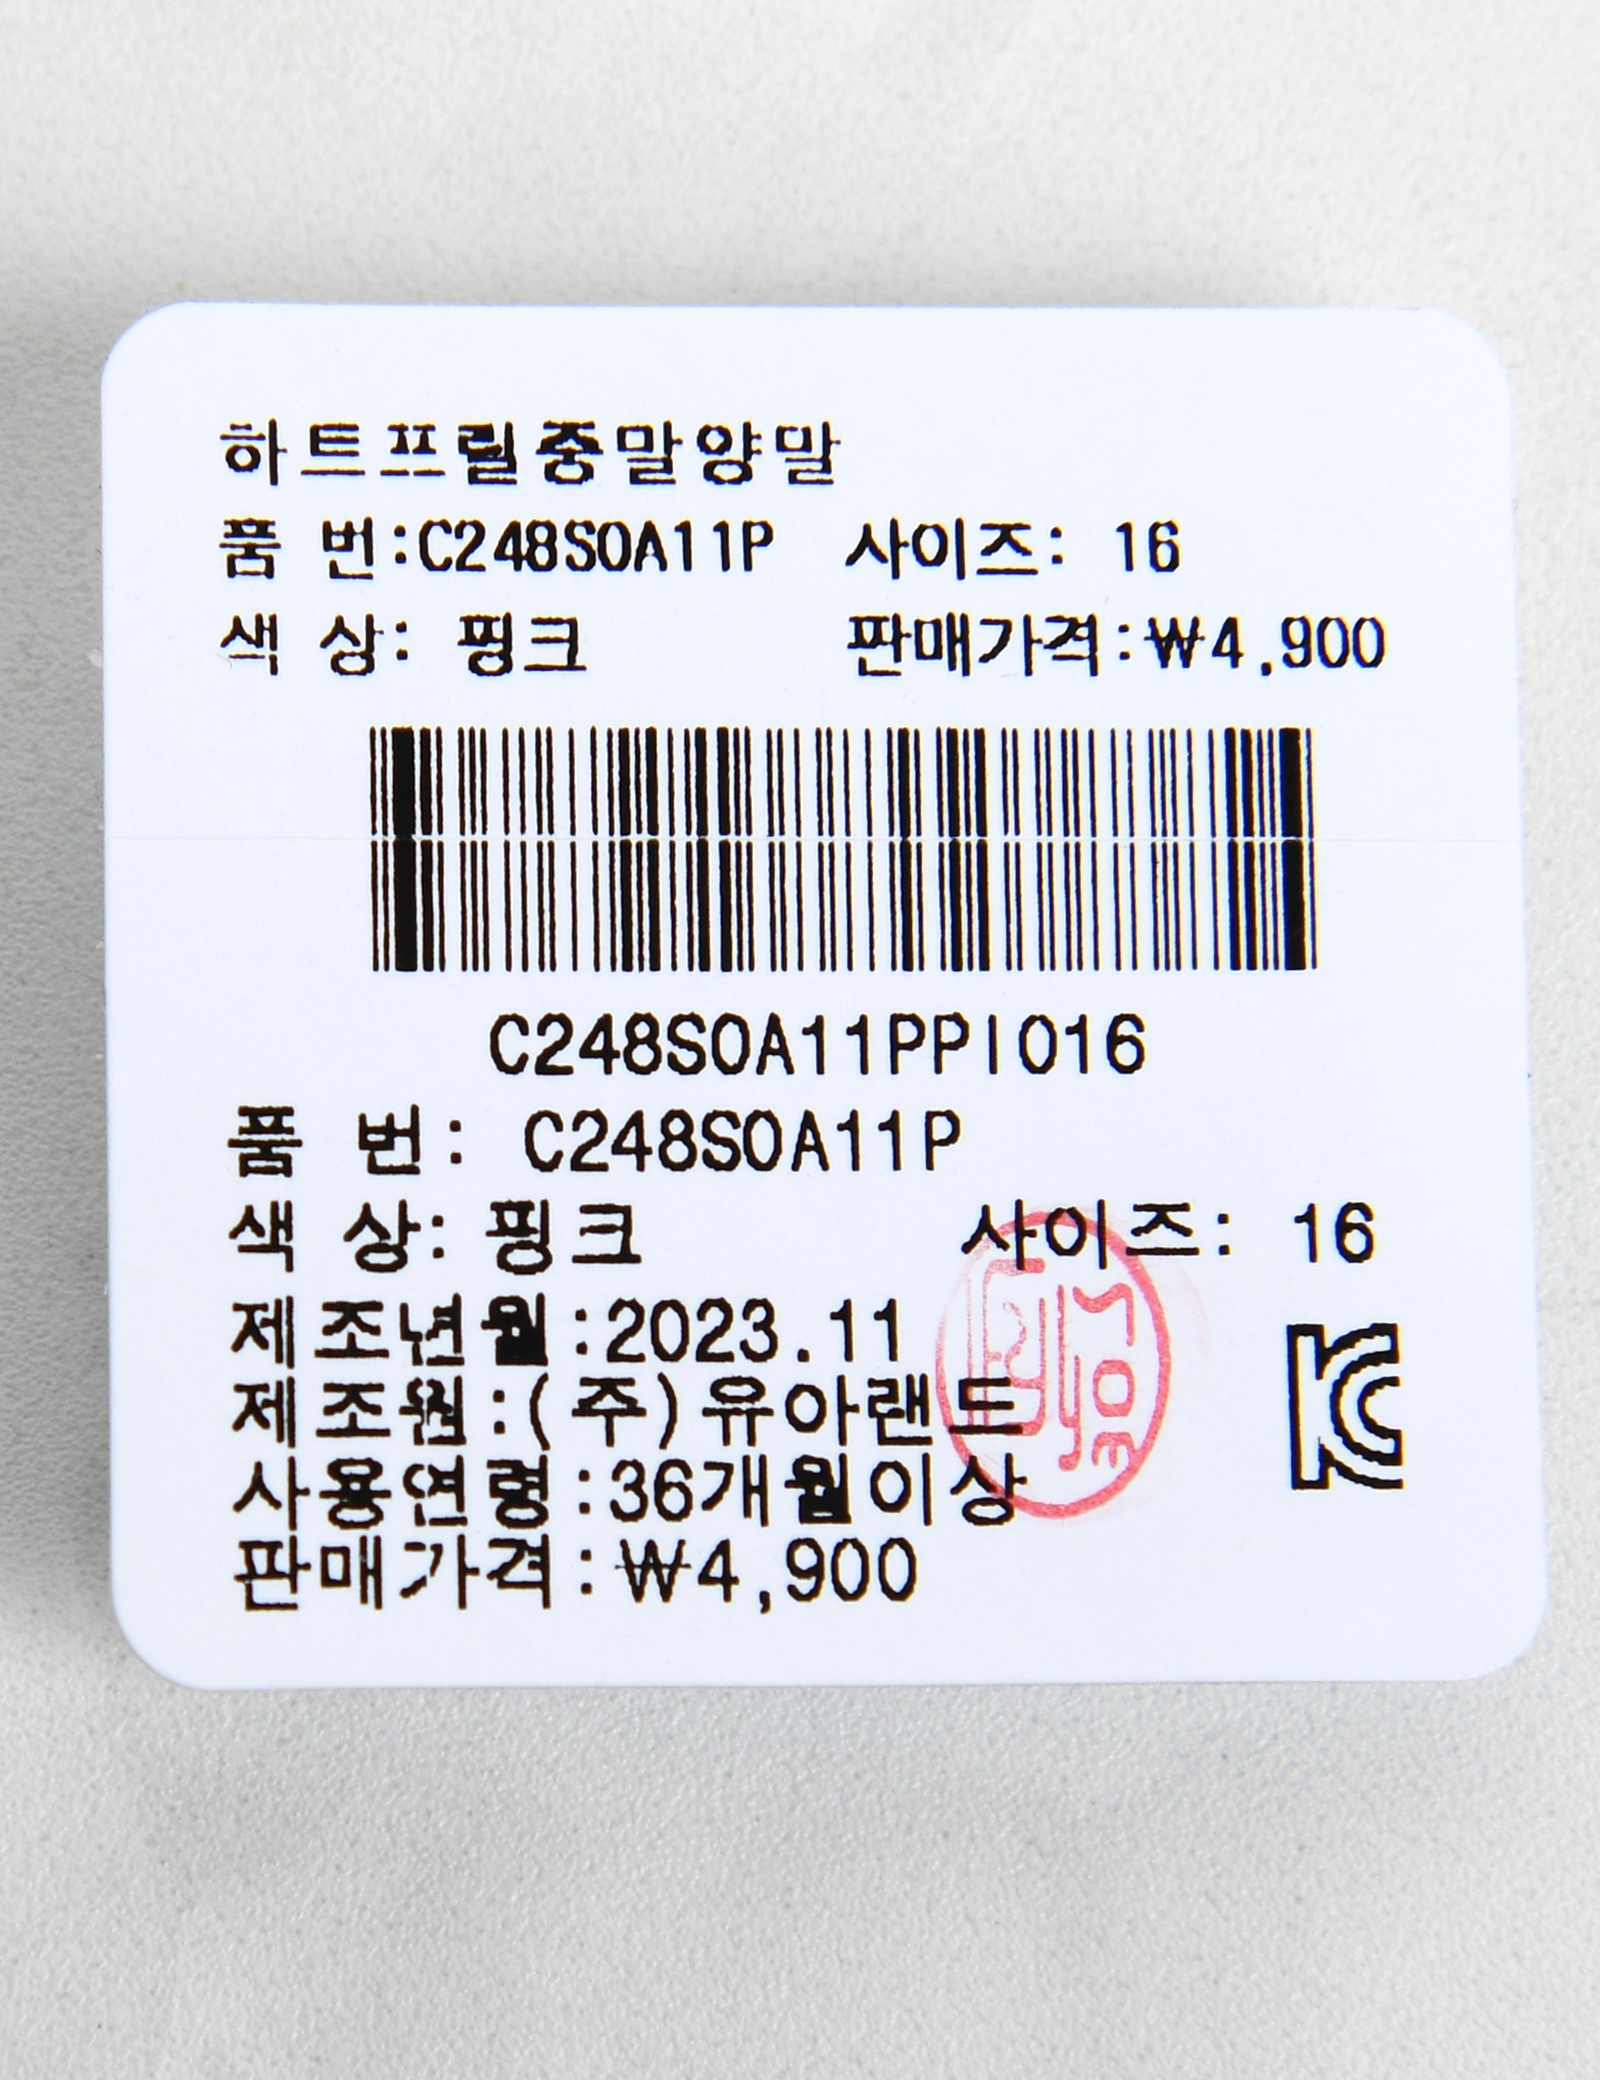 하트프릴중말양말
품 번:C248SOA11P 사이즈: 16
색 상: 핑크 판매가격:₩4,900
C248SOA11PPI016
품 번: C248SOA11P
색 상: 핑크 사이즈: 16
제조년월:2023.11
제조원:(주)유아랜드
사용연령:36개월이상
판매가격:₩4,900